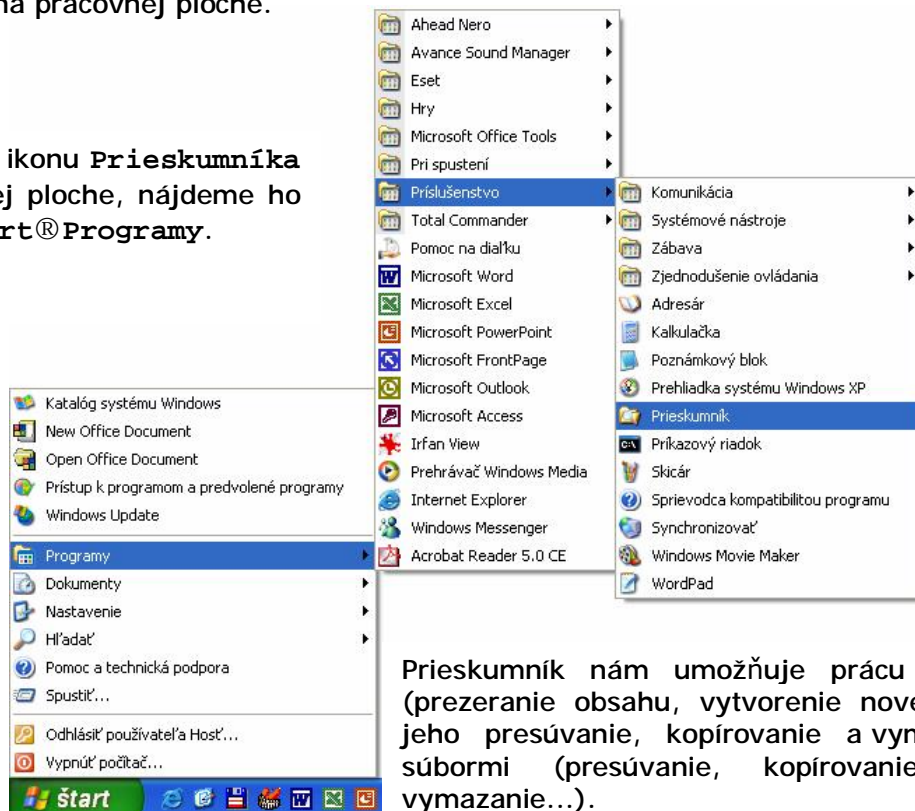 na pracovnej ploche.
ikonu Prieskumníka
ej ploche, nájdeme ho
rt®Programy.
Ahead Nero
Avance Sound Manager
Eset
Hry
Microsoft Office Tools
Pri spustení
Príslušenstvo
Total Commander
Pomoc na diaľku
Microsoft Word
Microsoft Excel
Microsoft PowerPoint
Microsoft FrontPage
Microsoft Outlook
Microsoft Access
Irfan View
Prehrávač Windows Media
Internet Explorer
Windows Messenger
Acrobat Reader 5.0 CE
Komunikácia
Systémové nástroje
Zábava
Zjednodušenie ovládania
Adresár
Kalkulačka
Poznámkový blok
Prehliadka systému Windows XP
Prieskumník
Príkazový riadok
Skicár
Sprievodca kompatibilitou programu
Synchronizovať
Windows Movie Maker
WordPad
Katalóg systému Windows
New Office Document
Open Office Document
Prístup k programom a predvolené programy
Windows Update
Programy
Dokumenty
Nastavenie
Hľadať
Pomoc a technická podpora
Spustiť...
Odhlásiť používateľa Hosť...
Vypnúť počítač...
štart
Prieskumník nám umožňuje prácu
(prezeranie obsahu, vytvorenie nove
jeho presúvanie, kopírovanie a vyn
súbormi (presúvanie, kopírovanie
vymazanie...).